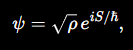 ψ = √ρ e^{iS/ħ},